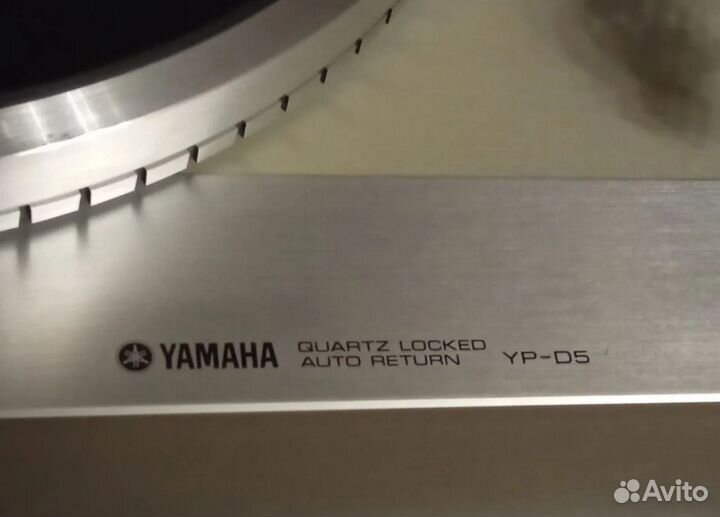 YAMAHA QUARTZ LOCKED
AUTO RETURN YP-D5
Avito